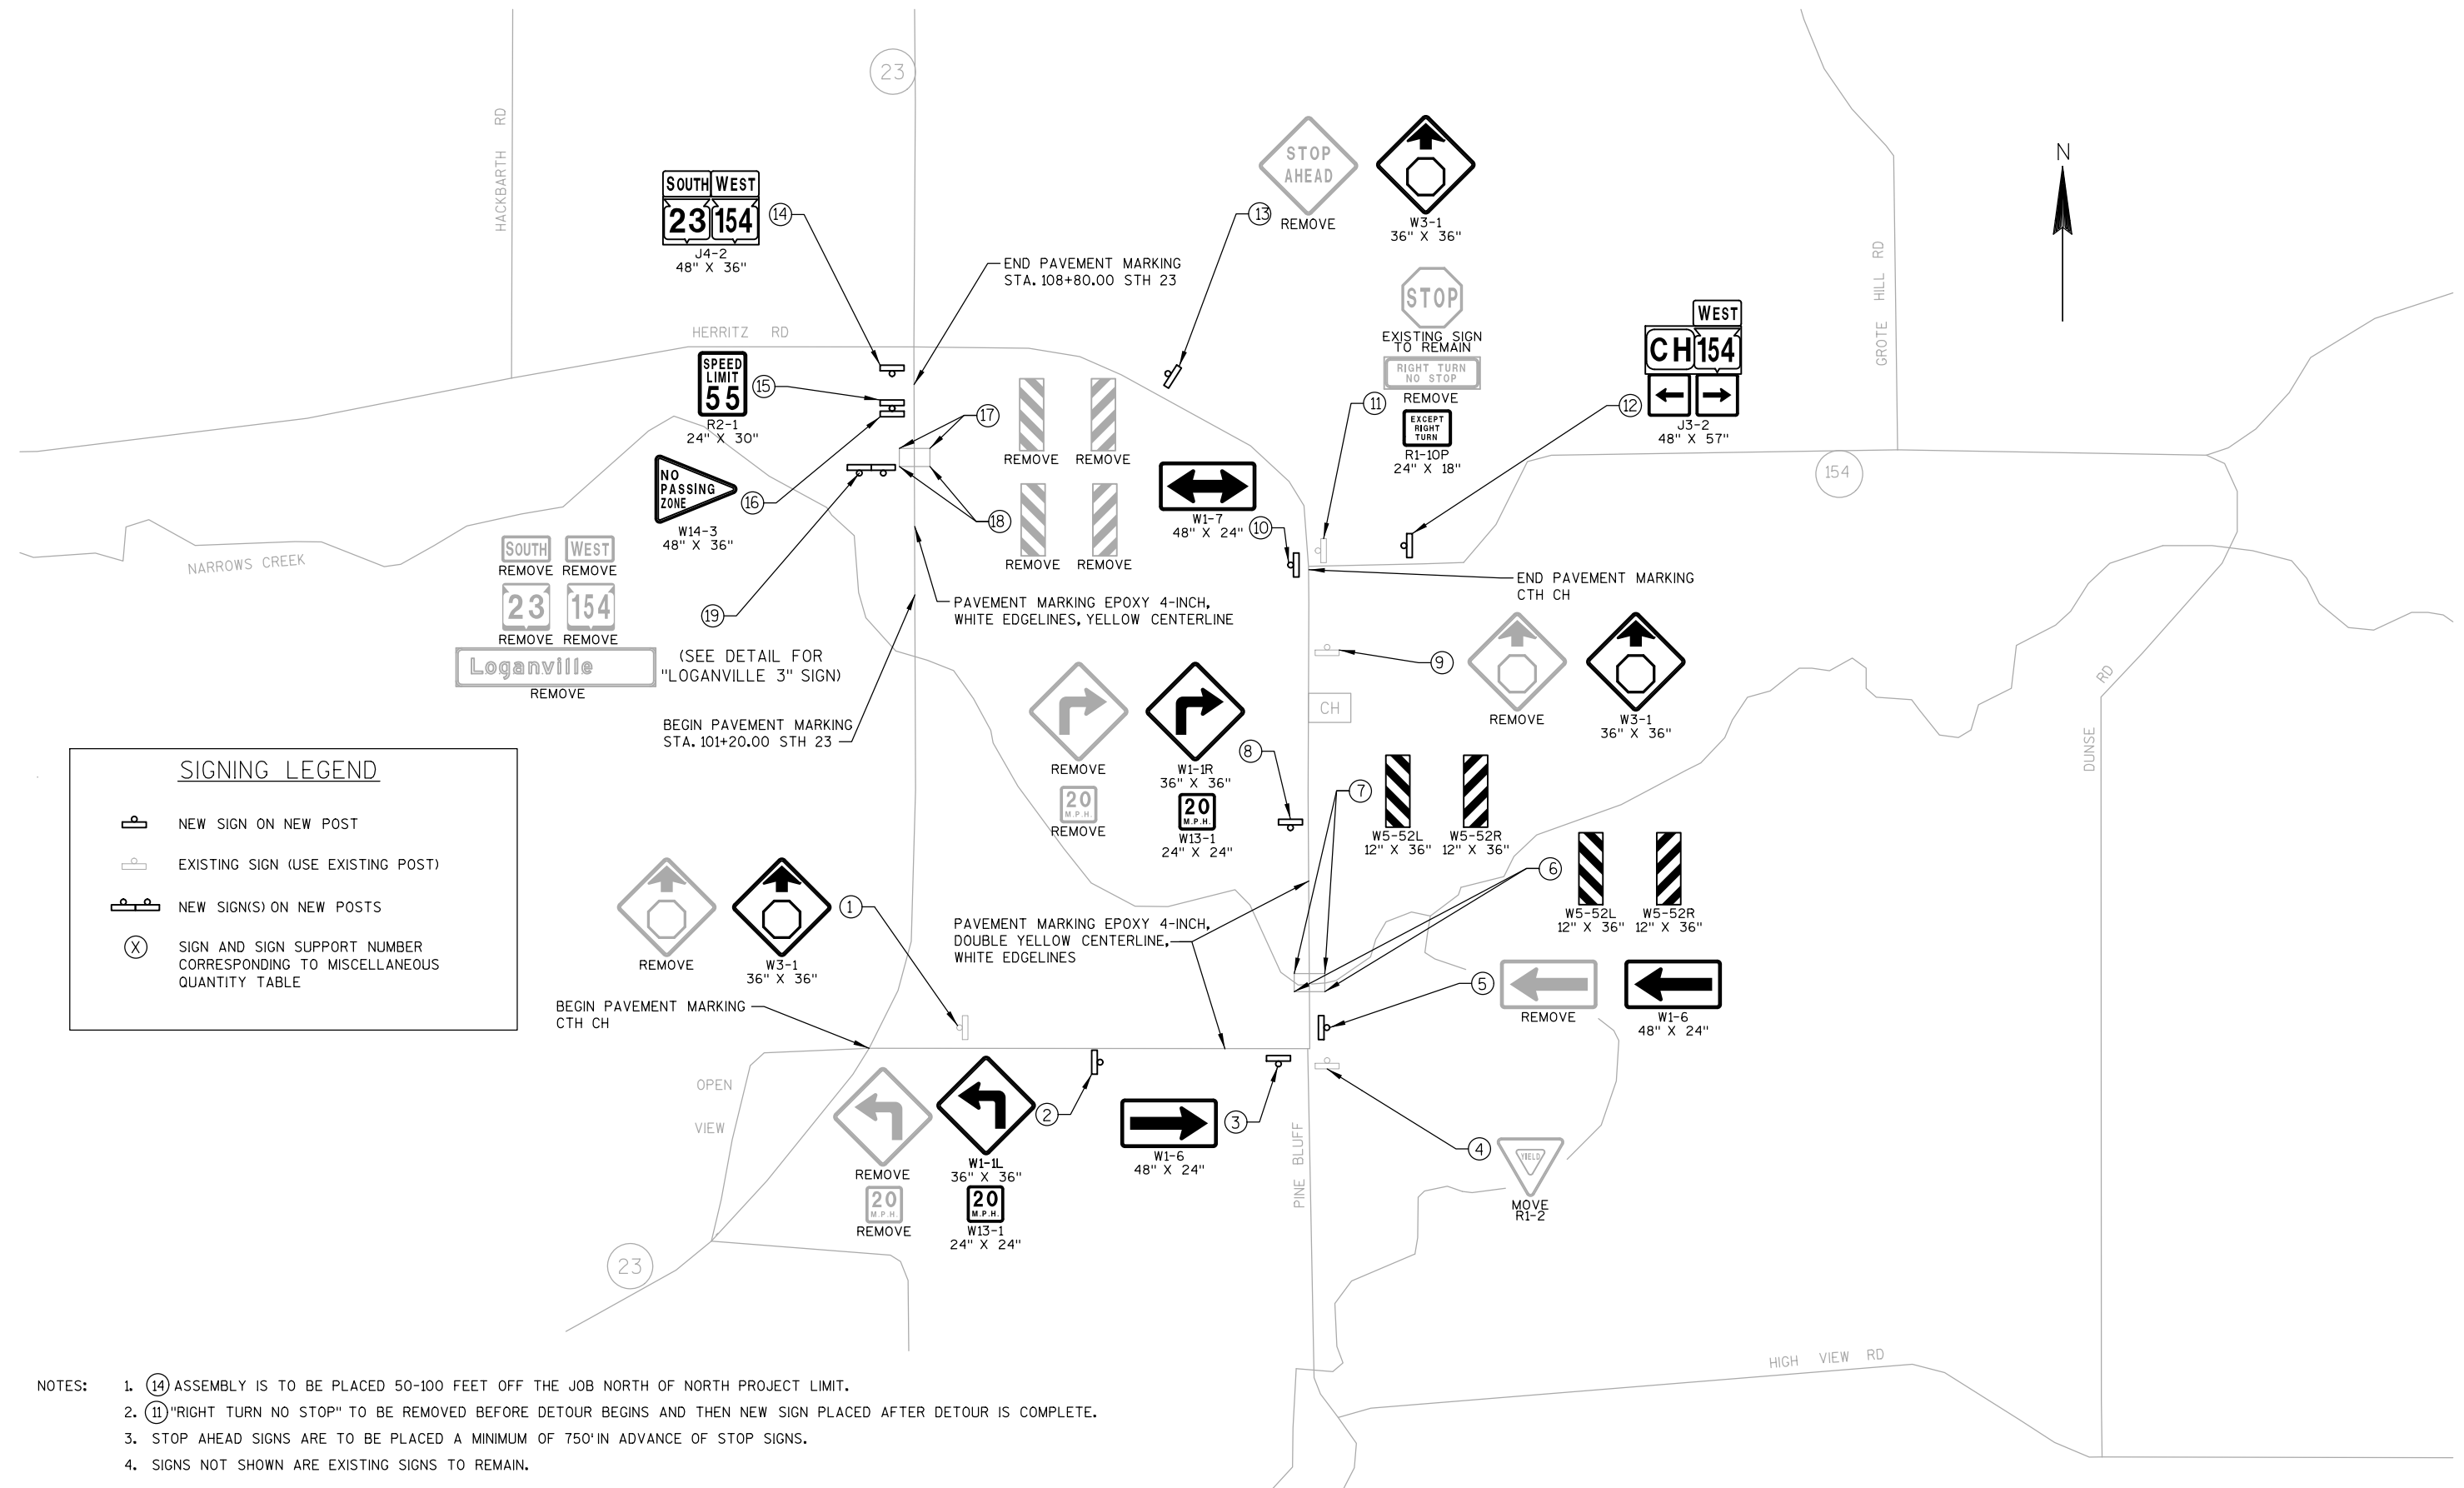 23
HACKBARTH RD
SOUTH WEST
23 154
14
J4-2
48" X 36"
END PAVEMENT MARKING
STA. 108+80.00 STH 23
13
STOP
AHEAD
REMOVE
W3-1
36" X 36"
N
GROTE HILL RD
HERRITZ RD
SPEED
LIMIT
55
15
R2-1
24" X 30"
17
REMOVE REMOVE
STOP
EXISTING SIGN
TO REMAIN
RIGHT TURN
NO STOP
REMOVE
EXCEPT
RIGHT
TURN
R1-10P
24" X 18"
11
12
WEST
CH 154
J3-2
48" X 57"
154
NO
PASSING
ZONE
16
W14-3
48" X 36"
18
REMOVE REMOVE
W1-7
48" X 24"
10
NARROWS CREEK
SOUTH WEST
REMOVE REMOVE
23 154
REMOVE REMOVE
Loganville
REMOVE
19
(SEE DETAIL FOR
"LOGANVILLE 3" SIGN)
PAVEMENT MARKING EPOXY 4-INCH,
WHITE EDGELINES, YELLOW CENTERLINE
END PAVEMENT MARKING
CTH CH
9
REMOVE
W3-1
36" X 36"
CH
BEGIN PAVEMENT MARKING
STA. 101+20.00 STH 23
8
REMOVE
W1-1R
36" X 36"
20
M.P.H.
REMOVE
20
M.P.H.
W13-1
24" X 24"
7
W5-52L W5-52R
12" X 36" 12" X 36"
6
W5-52L W5-52R
12" X 36" 12" X 36"
DUNSE RD
SIGNING LEGEND
NEW SIGN ON NEW POST
EXISTING SIGN (USE EXISTING POST)
NEW SIGN(S) ON NEW POSTS
X
SIGN AND SIGN SUPPORT NUMBER
CORRESPONDING TO MISCELLANEOUS
QUANTITY TABLE
1
REMOVE
W3-1
36" X 36"
PAVEMENT MARKING EPOXY 4-INCH,
DOUBLE YELLOW CENTERLINE,
WHITE EDGELINES
BEGIN PAVEMENT MARKING
CTH CH
5
REMOVE
W1-6
48" X 24"
OPEN
VIEW
2
REMOVE
W1-1L
36" X 36"
20
M.P.H.
REMOVE
20
M.P.H.
W13-1
24" X 24"
3
W1-6
48" X 24"
PINE BLUFF
4
YIELD
MOVE
R1-2
23
HIGH VIEW RD
NOTES: 1. 14 ASSEMBLY IS TO BE PLACED 50-100 FEET OFF THE JOB NORTH OF NORTH PROJECT LIMIT.
2. 11 "RIGHT TURN NO STOP" TO BE REMOVED BEFORE DETOUR BEGINS AND THEN NEW SIGN PLACED AFTER DETOUR IS COMPLETE.
3. STOP AHEAD SIGNS ARE TO BE PLACED A MINIMUM OF 750' IN ADVANCE OF STOP SIGNS.
4. SIGNS NOT SHOWN ARE EXISTING SIGNS TO REMAIN.